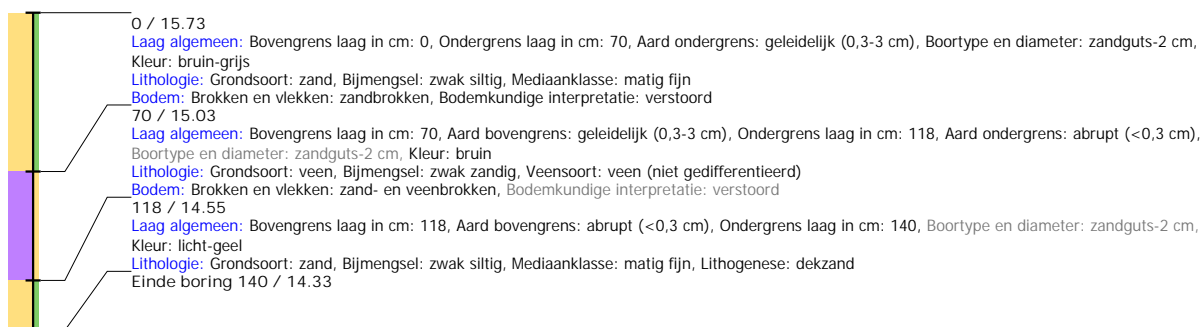 0 / 15.73
Laag algemeen: Bovengrens laag in cm: 0, Ondergrens laag in cm: 70, Aard ondergrens: geleidelijk (0,3-3 cm), Boortype en diameter: zandguts-2 cm,
Kleur: bruin-grijs
Lithologie: Grondsoort: zand, Bijmengsel: zwak siltig, Mediaanklasse: matig fijn
Bodem: Brokken en vlekken: zandbrokken, Bodemkundige interpretatie: verstoord
70 / 15.03
Laag algemeen: Bovengrens laag in cm: 70, Aard bovengrens: geleidelijk (0,3-3 cm), Ondergrens laag in cm: 118, Aard ondergrens: abrupt (<0,3 cm),
Boortype en diameter: zandguts-2 cm, Kleur: bruin
Lithologie: Grondsoort: veen, Bijmengsel: zwak zandig, Veensoort: veen (niet gedifferentieerd)
Bodem: Brokken en vlekken: zand- en veenbrokken, Bodemkundige interpretatie: verstoord
118 / 14.55
Laag algemeen: Bovengrens laag in cm: 118, Aard bovengrens: abrupt (<0,3 cm), Ondergrens laag in cm: 140, Boortype en diameter: zandguts-2 cm,
Kleur: licht-geel
Lithologie: Grondsoort: zand, Bijmengsel: zwak siltig, Mediaanklasse: matig fijn, Lithogenese: dekzand
Einde boring 140 / 14.33